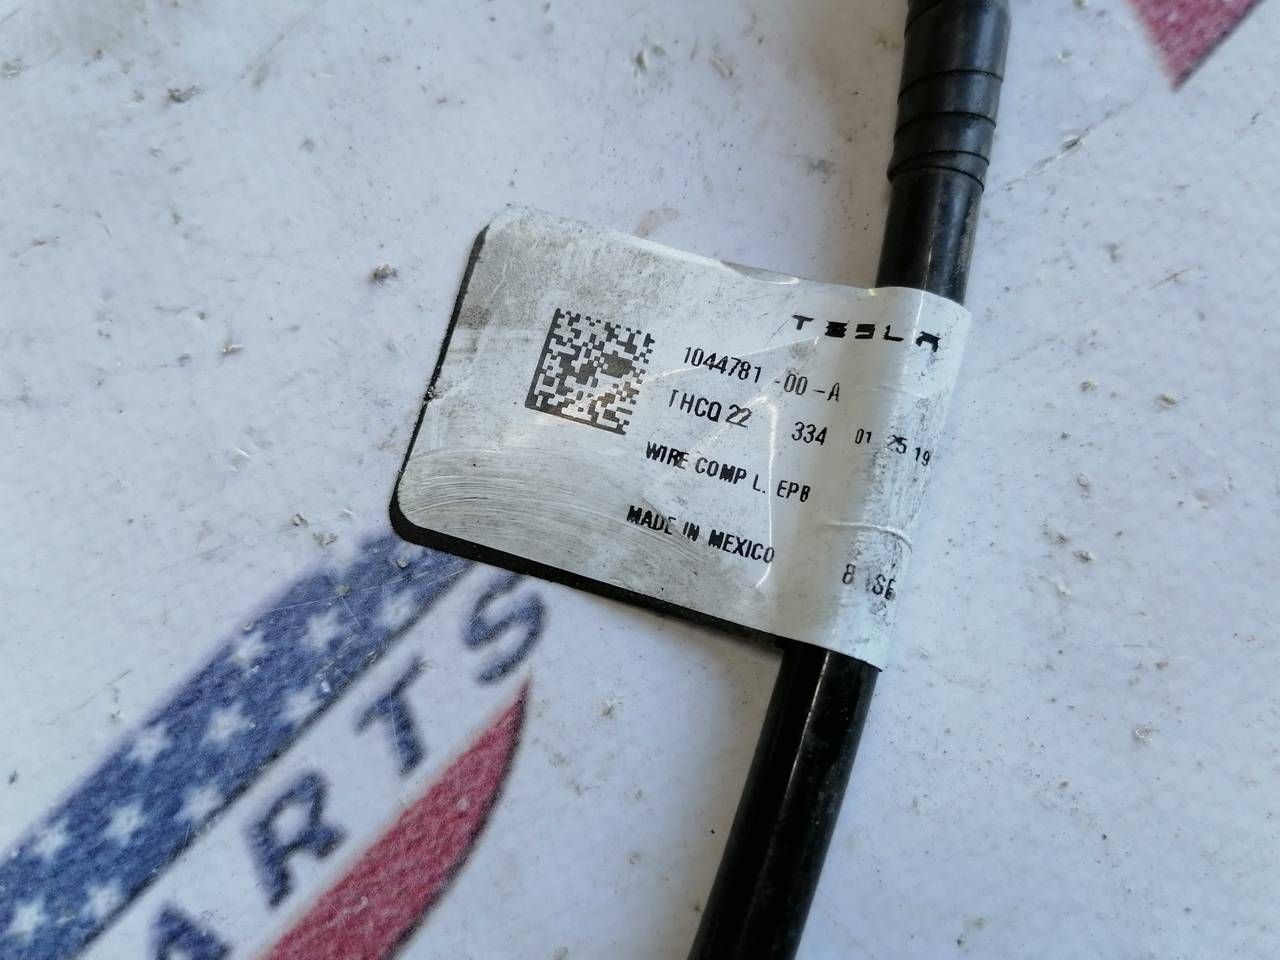 TESLA
1044781-00-A
THCQ22 334 01 25 19
WIRE COMP L. EPB
MADE IN MEXICO
ARTS